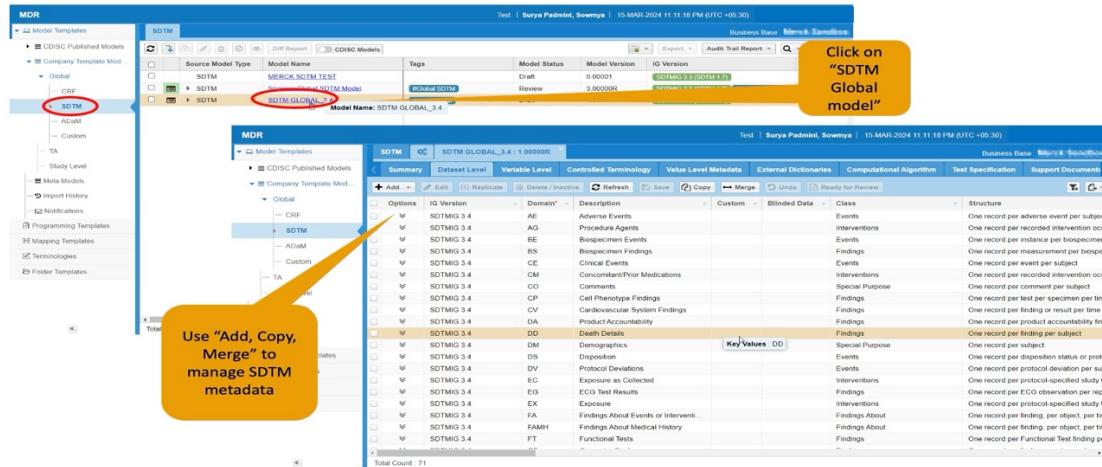 MDR
Test | Surya Padmini, Sowmya | 15-MAR-2024 11:11:18 PM (UTC +05:30)
Model Templates
SDTM
Business Base
CDISC Published Models
Diff Report
CDISC Models
Export
Audit Trail Report
Company Template Mod...
Source Model Type Model Name Tags Model Status Model Version IG Version
Global
SDTM MERCK SDTM TEST Draft 0.00001 SDTMIG 3.3 (SDTM 1.7)
CRF
SDTM Global SDTM Model #Global SDTM Review 3.00000R
SDTM
SDTM SDTM GLOBAL_3.4
Model Name: SDTM GLOBAL_3.4
ADaM
Custom
TA
Study Level
Meta Models
Import History
Notifications
Programming Templates
Mapping Templates
Terminologies
Folder Templates
Total
Click on
“SDTM
Global
model”
MDR
Test | Surya Padmini, Sowmya | 15-MAR-2024 11:11:18 PM (UTC +05:30)
Model Templates
SDTM
SDTM GLOBAL_3.4 : 1.00000R
Business Base
CDISC Published Models
Company Template Mod...
Global
CRF
SDTM
ADaM
Custom
TA
Summary Dataset Level Variable Level Controlled Terminology Value Level Metadata External Dictionaries Computational Algorithm Test Specification Support Documents
Add Edit Replicate Delete / Inactive Refresh Save Copy Merge Undo Ready for Review
Options IG Version Domain* Description Custom Blinded Data Class Structure
SDTMIG 3.4 AE Adverse Events Events One record per adverse event per subjec
SDTMIG 3.4 AG Procedure Agents Interventions One record per recorded intervention occ
SDTMIG 3.4 BE Biospecimen Events Events One record per instance per biospecimen
SDTMIG 3.4 BS Biospecimen Findings Findings One record per measurement per biospe
SDTMIG 3.4 CE Clinical Events Events One record per event per subject
SDTMIG 3.4 CM Concomitant/Prior Medications Interventions One record per recorded intervention occ
SDTMIG 3.4 CO Comments Special Purpose One record per comment per subject
SDTMIG 3.4 CP Cell Phenotype Findings Findings One record per test per specimen per tim
SDTMIG 3.4 CV Cardiovascular System Findings Findings One record per finding or result per time
SDTMIG 3.4 DA Product Accountability Findings One record per product accountability fin
SDTMIG 3.4 DD Death Details Findings One record per finding per subject
SDTMIG 3.4 DM Demographics Special Purpose One record per subject
Key Values : DD
SDTMIG 3.4 DS Disposition Events One record per disposition status or prot
SDTMIG 3.4 DV Protocol Deviations Events One record per protocol deviation per su
SDTMIG 3.4 EC Exposure as Collected Interventions One record per protocol-specified study
SDTMIG 3.4 EG ECG Test Results Findings One record per ECG observation per rep
SDTMIG 3.4 EX Exposure Interventions One record per protocol-specified study
SDTMIG 3.4 FA Findings About Events or Interventi... Findings About One record per finding, per object, per tim
SDTMIG 3.4 FAMH Findings About Medical History Findings About One record per finding, per object, per tim
SDTMIG 3.4 FT Functional Tests Findings One record per Functional Test finding p
Total Count : 71
Use “Add, Copy,
Merge” to
manage SDTM
metadata